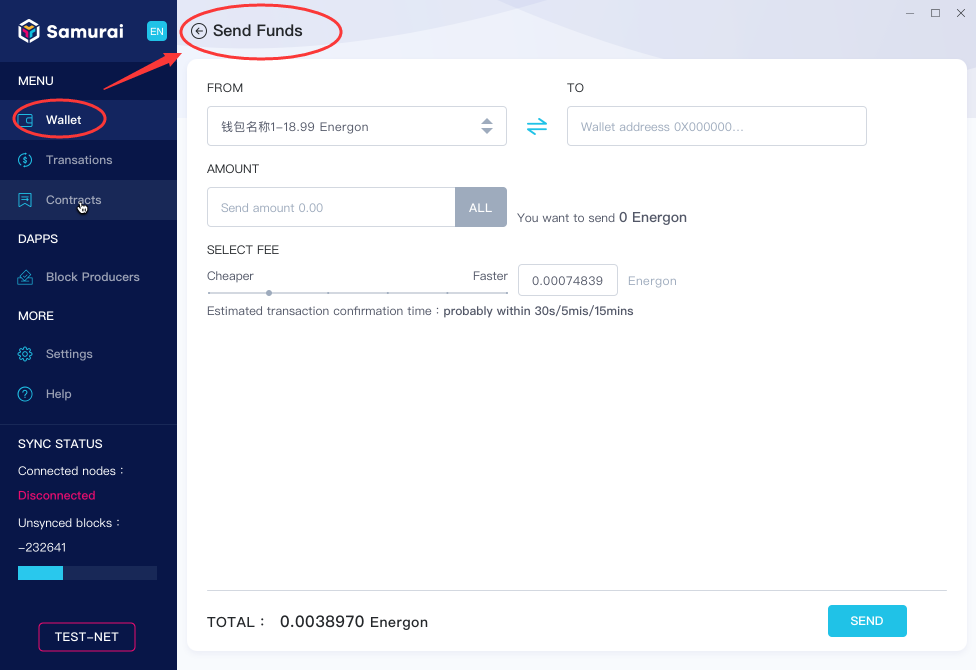 Samurai
EN
MENU
Wallet
Transations
Contracts
DAPPS
Block Producers
MORE
Settings
Help
SYNC STATUS
Connected nodes：
Disconnected
Unsynced blocks：
-232641
TEST-NET
Send Funds
FROM
钱包名称1-18.99 Energon
TO
Wallet addreess 0X000000...
AMOUNT
Send amount 0.00
ALL
You want to send 0 Energon
SELECT FEE
Cheaper
Faster
0.00074839
Energon
Estimated transaction confirmation time：probably within 30s/5mis/15mins
TOTAL： 0.0038970 Energon
SEND